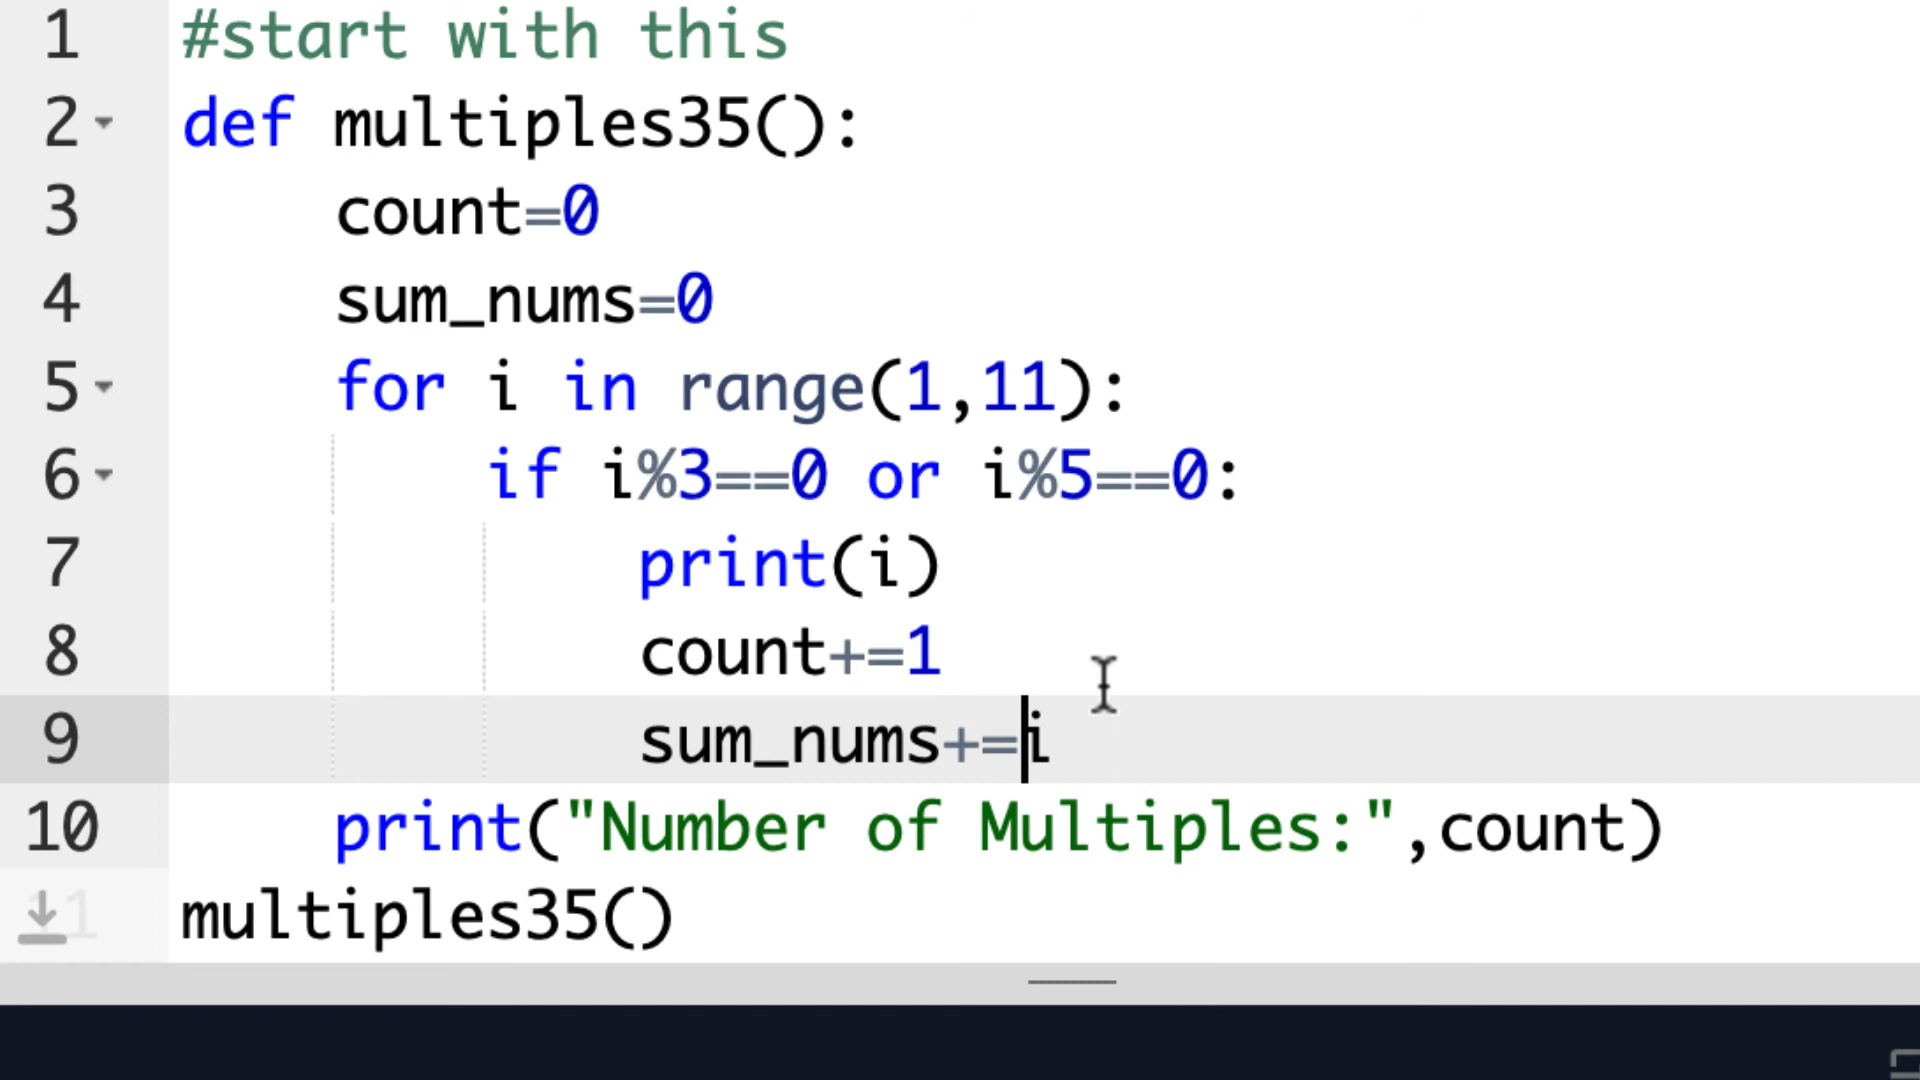 1 #start with this
2 def multiples35():
3 count=0
4 sum_nums=0
5 for i in range(1,11):
6 if i%3==0 or i%5==0:
7 print(i)
8 count+=1
9 sum_nums+=i
10 print("Number of Multiples:",count)
11 multiples35()